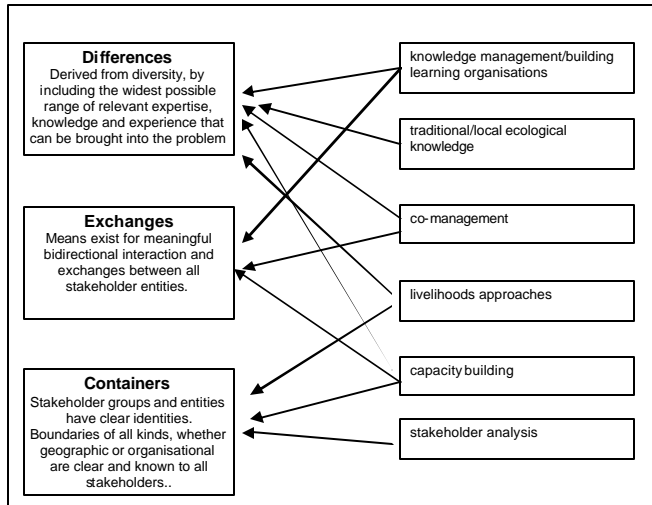 Differences
Derived from diversity, by
including the widest possible
range of relevant expertise,
knowledge and experience that
can be brought into the problem
Exchanges
Means exist for meaningful
bidirectional interaction and
exchanges between all
stakeholder entities.
Containers
Stakeholder groups and entities
have clear identities.
Boundaries of all kinds, whether
geographic or organisational
are clear and known to all
stakeholders..
knowledge management/building
learning organisations
traditional/local ecological
knowledge
co-management
livelihoods approaches
capacity building
stakeholder analysis